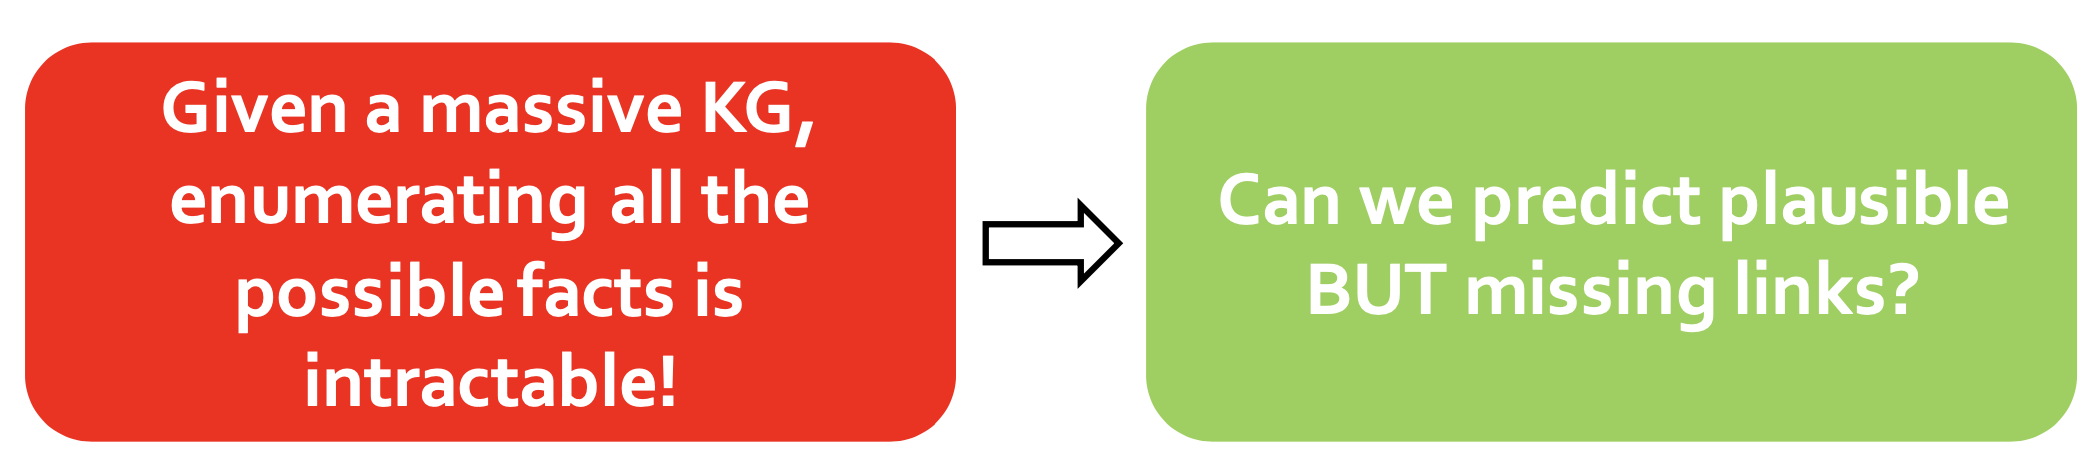 Given a massive KG,
enumerating all the
possible facts is
intractable!
Can we predict plausible
BUT missing links?